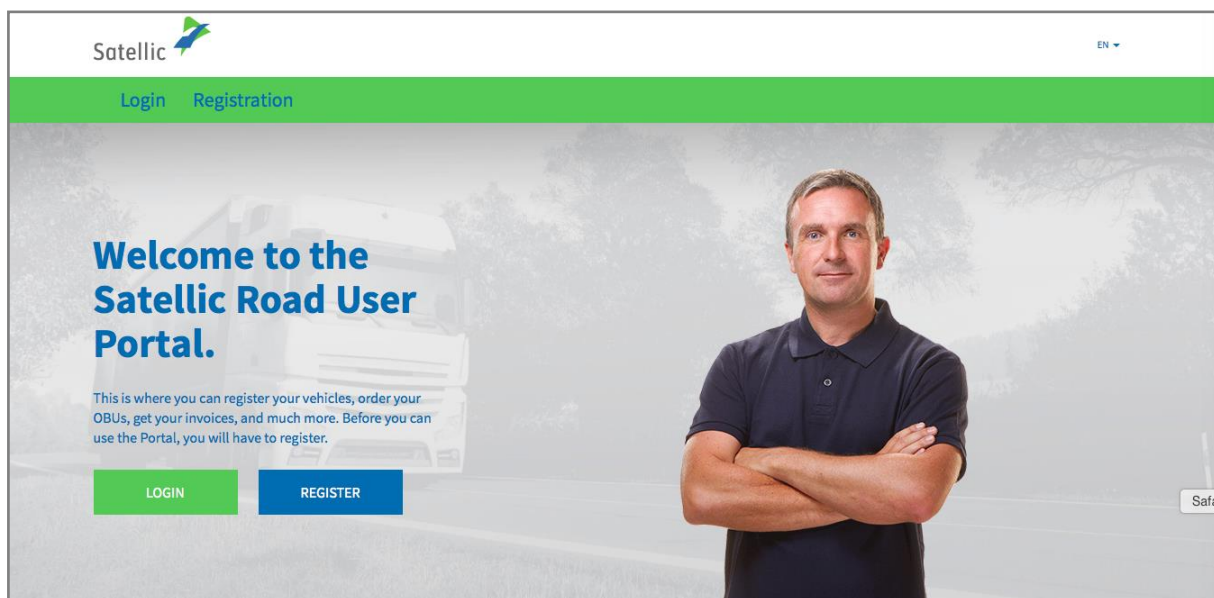 Satellic
EN
Login Registration
Welcome to the
Satellic Road User
Portal.
This is where you can register your vehicles, order your
OBUs, get your invoices, and much more. Before you can
use the Portal, you will have to register.
LOGIN REGISTER